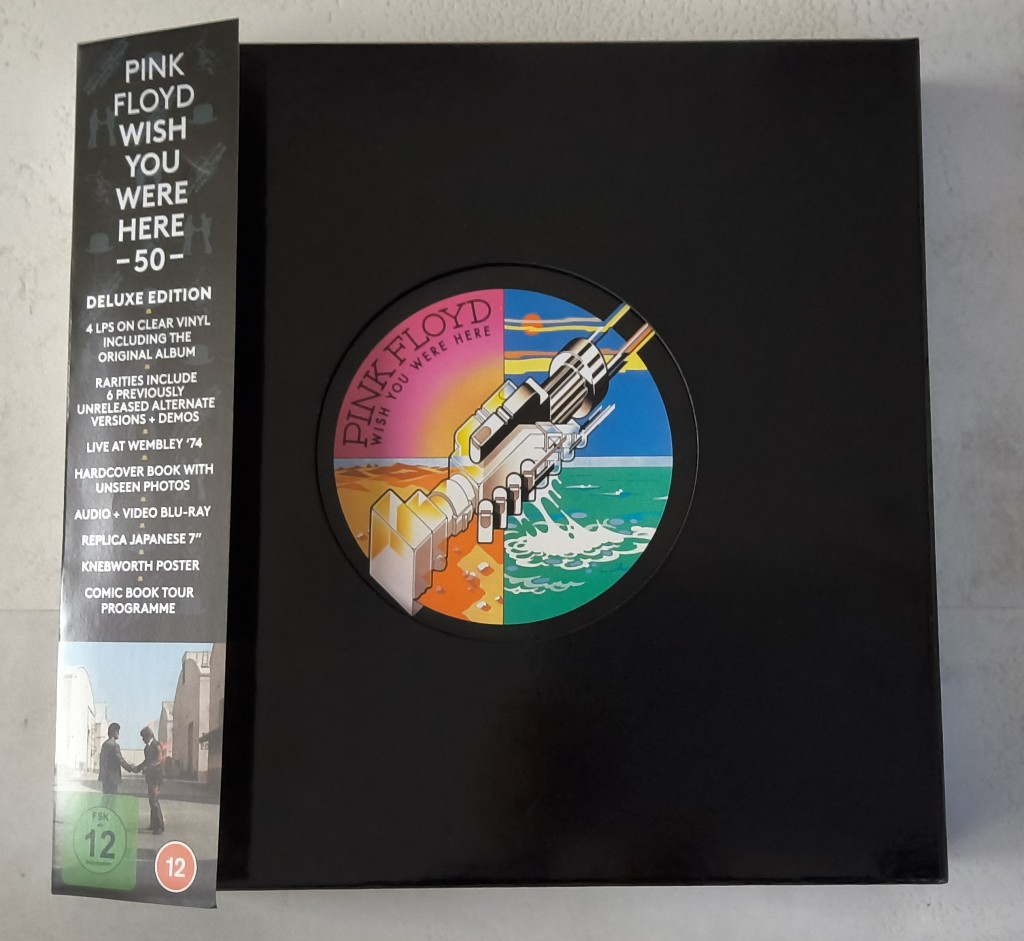 PINK
FLOYD
WISH
YOU
WERE
HERE
–50–
DELUXE EDITION
4 LPS ON CLEAR VINYL
INCLUDING THE
ORIGINAL ALBUM
RARITIES INCLUDE
6 PREVIOUSLY
UNRELEASED ALTERNATE
VERSIONS + DEMOS
LIVE AT WEMBLEY ‘74
HARDCOVER BOOK WITH
UNSEEN PHOTOS
AUDIO + VIDEO BLU-RAY
REPLICA JAPANESE 7”
KNEBWORTH POSTER
COMIC BOOK TOUR
PROGRAMME
FSK
12
12
PINK FLOYD
WISH YOU WERE HERE